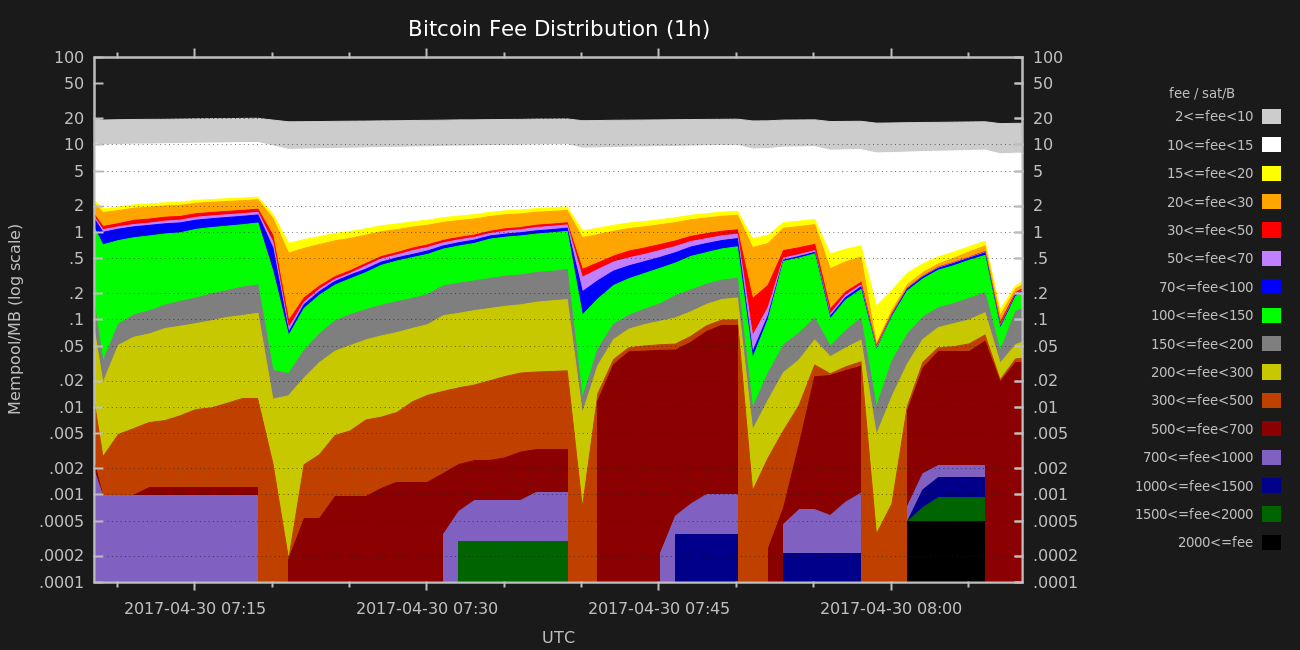 Bitcoin Fee Distribution (1h)
Mempool/MB (log scale)
100
50
20
10
5
2
1
.5
.2
.1
.05
.02
.01
.005
.002
.001
.0005
.0002
.0001
100
50
20
10
5
2
1
.5
.2
.1
.05
.02
.01
.005
.002
.001
.0005
.0002
.0001
2017-04-30 07:15
2017-04-30 07:30
2017-04-30 07:45
2017-04-30 08:00
UTC
fee / sat/B
2<=fee<10
10<=fee<15
15<=fee<20
20<=fee<30
30<=fee<50
50<=fee<70
70<=fee<100
100<=fee<150
150<=fee<200
200<=fee<300
300<=fee<500
500<=fee<700
700<=fee<1000
1000<=fee<1500
1500<=fee<2000
2000<=fee